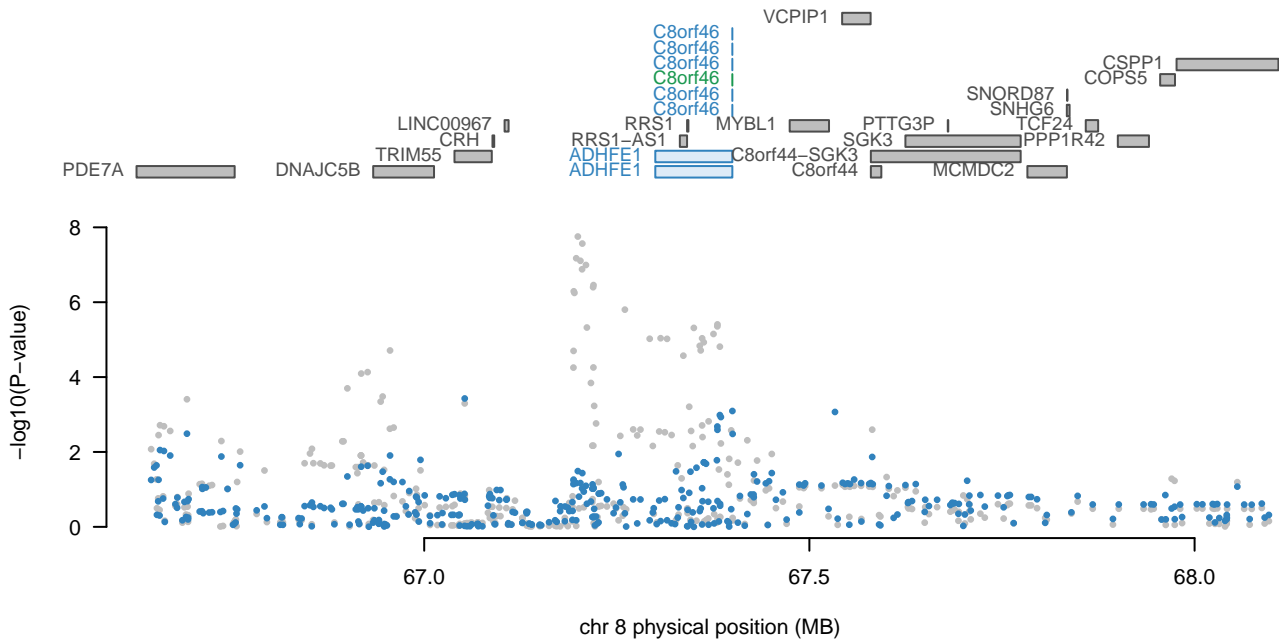 VCPIP1
C8orf46
C8orf46
C8orf46 CSPP1
C8orf46 COPS5
C8orf46 SNORD87
C8orf46 SNHG6
LINC00967 RRS1 MYBL1 PTTG3P TCF24
CRH RRS1−AS1 SGK3 PPP1R42
TRIM55 ADHFE1 C8orf44−SGK3
PDE7A DNAJC5B ADHFE1 C8orf44 MCMDC2
8
6
4
2
0
−log10(P−value)
67.0 67.5 68.0
chr 8 physical position (MB)